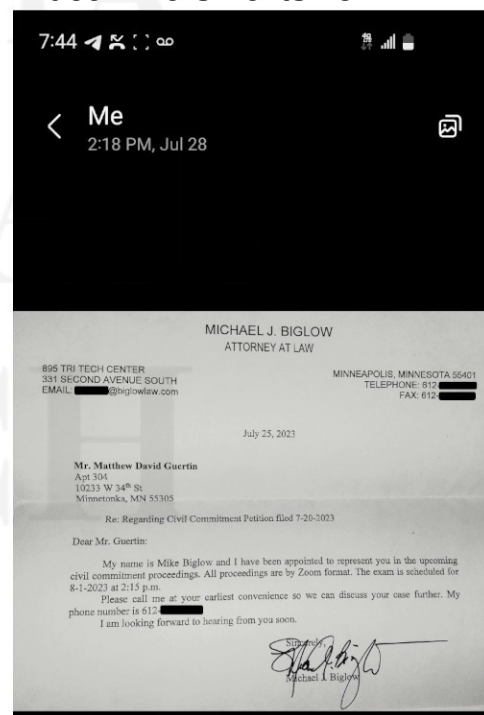 7:44
Me
2:18 PM, Jul 28
MICHAEL J. BIGLOW
ATTORNEY AT LAW
895 TRI TECH CENTER
331 SECOND AVENUE SOUTH
EMAIL: @biglowlaw.com
MINNEAPOLIS, MINNESOTA 55401
TELEPHONE: 612-
FAX: 612-
July 25, 2023
Mr. Matthew David Guertin
Apt 304
10233 W 34th St
Minnetonka, MN 55305
Re: Regarding Civil Commitment Petition filed 7-20-2023
Dear Mr. Guertin:
My name is Mike Biglow and I have been appointed to represent you in the upcoming
civil commitment proceedings. All proceedings are by Zoom format. The exam is scheduled for
8-1-2023 at 2:15 p.m.
Please call me at your earliest convenience so we can discuss your case further. My
phone number is 612-
I am looking forward to hearing from you soon.
Sincerely,
Michael J. Biglow